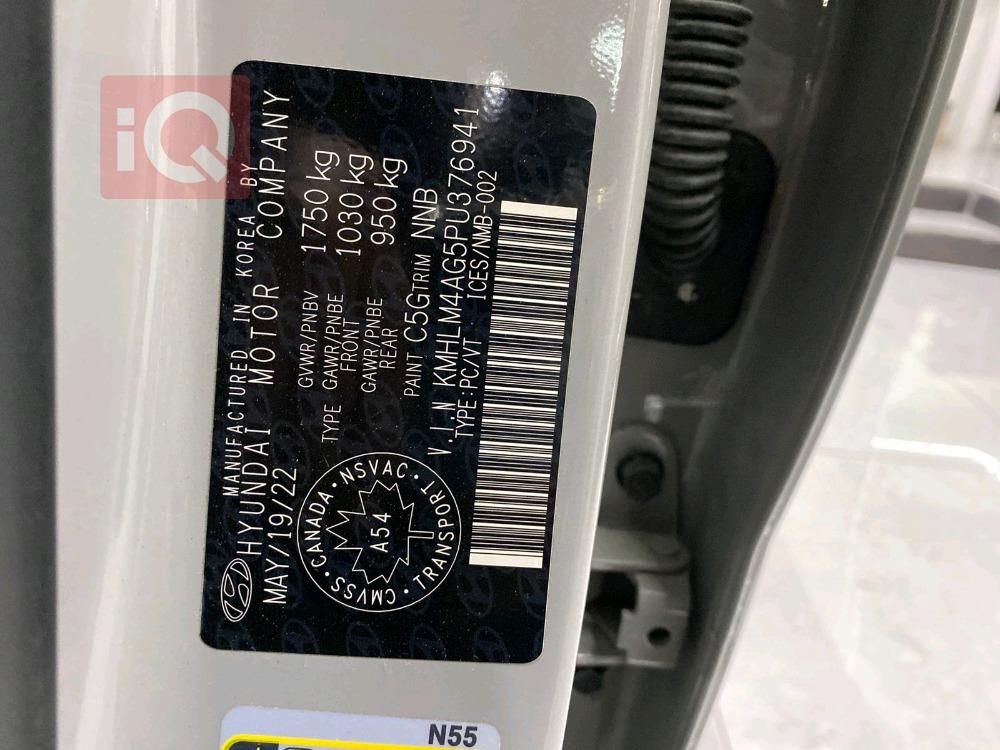 iQ
MANUFACTURED IN KOREA BY
HYUNDAI MOTOR COMPANY
MAY/19/22
GVWR/PNBV 1750 kg
TYPE GAWR/PNBE FRONT 1030 kg
GAWR/PNBE REAR 950 kg
PAINT C5G TRIM NNB
V.I.N KMHLM4AG5PU376941
TYPE:PC/VT ICES/NMB-002
CANADA · NSVAC · TRANSPORT · CMVSS ·
A54
N55